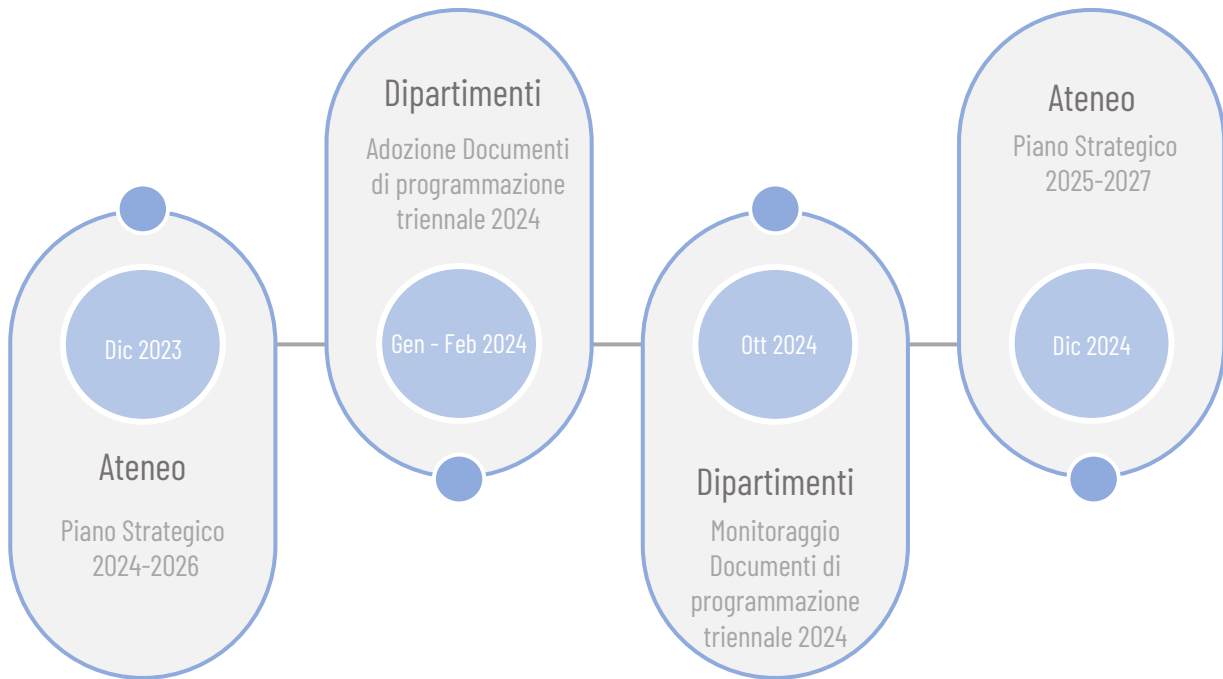 Dic 2023
Ateneo
Piano Strategico
2024-2026
Dipartimenti
Adozione Documenti
di programmazione
triennale 2024
Gen - Feb 2024
Ott 2024
Dipartimenti
Monitoraggio
Documenti di
programmazione
triennale 2024
Ateneo
Piano Strategico
2025-2027
Dic 2024